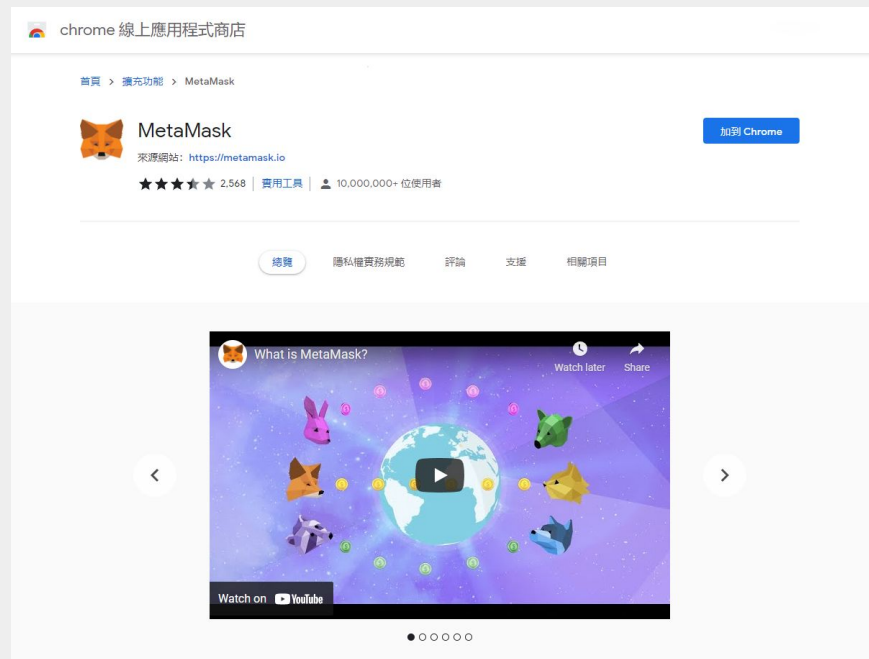 chrome 線上應用程式商店
首頁 > 擴充功能 > MetaMask
MetaMask
加到 Chrome
來源網站: https://metamask.io
2,568 實用工具 10,000,000+ 位使用者
總覽 隱私權實務規範 評論 支援 相關項目
What is MetaMask?
Watch later Share
Watch on YouTube